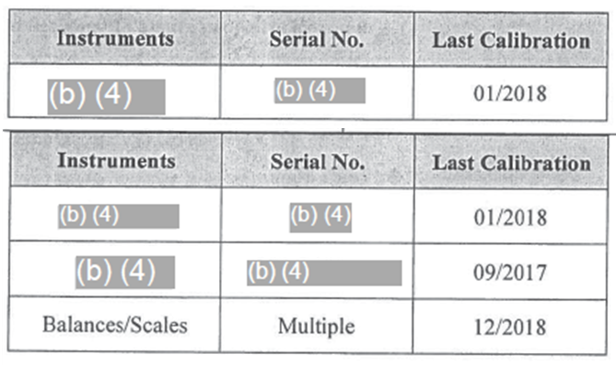 Instruments Serial No. Last Calibration
(b) (4) (b) (4) 01/2018
Instruments Serial No. Last Calibration
(b) (4) (b) (4) 01/2018
(b) (4) (b) (4) 09/2017
Balances/Scales Multiple 12/2018